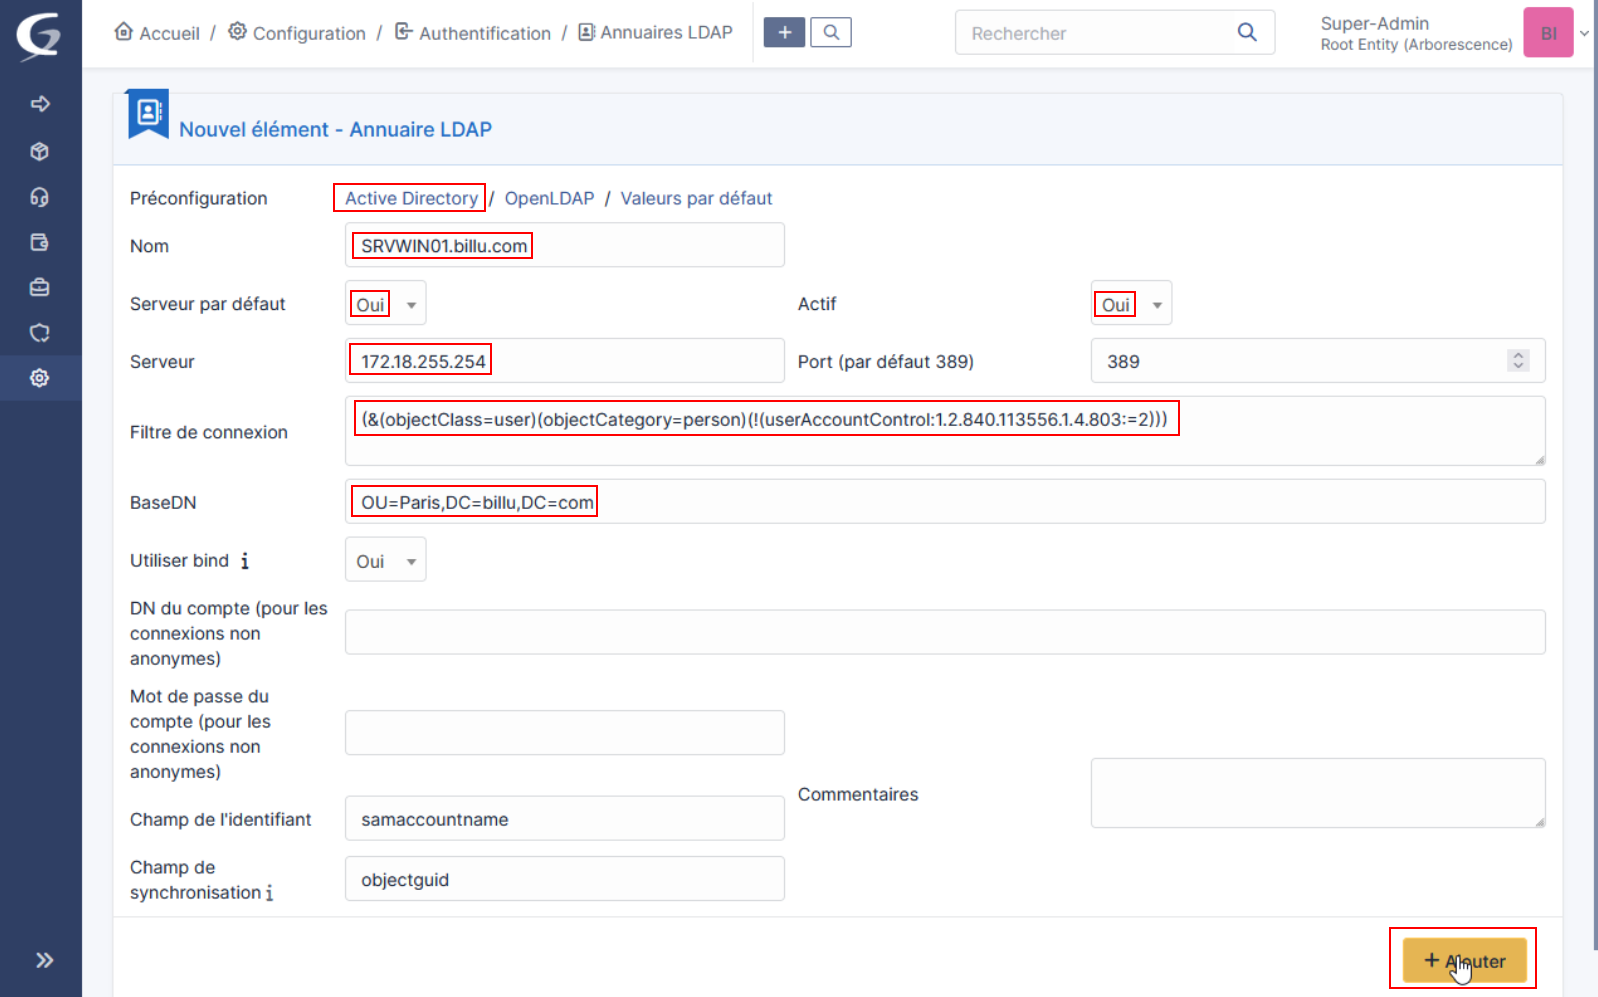 Accueil / Configuration / Authentification / Annuaires LDAP
+
Rechercher
Super-Admin
Root Entity (Arborescence)
BI
Nouvel élément - Annuaire LDAP
Préconfiguration
Active Directory / OpenLDAP / Valeurs par défaut
Nom
SRVWIN01.billu.com
Serveur par défaut
Oui
Actif
Oui
Serveur
172.18.255.254
Port (par défaut 389)
389
Filtre de connexion
(&(objectClass=user)(objectCategory=person)(!(userAccountControl:1.2.840.113556.1.4.803:=2)))
BaseDN
OU=Paris,DC=billu,DC=com
Utiliser bind i
Oui
DN du compte (pour les
connexions non
anonymes)
Mot de passe du
compte (pour les
connexions non
anonymes)
Commentaires
Champ de l'identifiant
samaccountname
Champ de
synchronisation i
objectguid
+ Ajouter